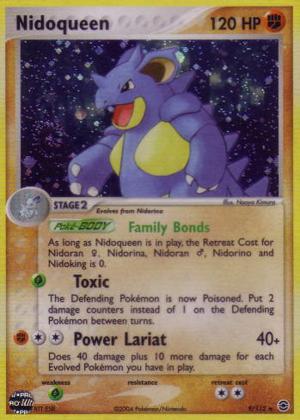 Nidoqueen 120 HP
Illus. Naoyo Kimura
STAGE 2
Evolves from Nidorina
Poké-BODY Family Bonds
As long as Nidoqueen is in play, the Retreat Cost for
Nidoran ♀, Nidorina, Nidoran ♂, Nidorino and
Nidoking is 0.
Toxic
The Defending Pokémon is now Poisoned. Put 2
damage counters instead of 1 on the Defending
Pokémon between turns.
Power Lariat 40+
Does 40 damage plus 10 more damage for each
Evolved Pokémon you have in play.
weakness resistance retreat cost
©2004 Pokémon/Nintendo
9/112 ★